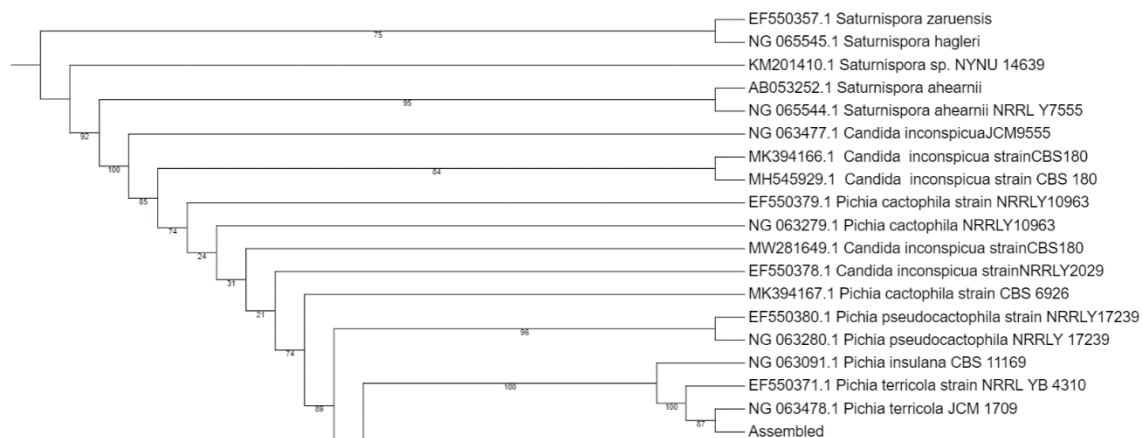 EF550357.1 Saturnispora zaruensis
75
NG 065545.1 Saturnispora hagleri
KM201410.1 Saturnispora sp. NYNU 14639
AB053252.1 Saturnispora ahearnii
95
NG 065544.1 Saturnispora ahearnii NRRL Y7555
92
NG 063477.1 Candida inconspicuaJCM9555
MK394166.1 Candida inconspicua strainCBS180
100
84
MH545929.1 Candida inconspicua strain CBS 180
85
EF550379.1 Pichia cactophila strain NRRLY10963
NG 063279.1 Pichia cactophila NRRLY10963
74
MW281649.1 Candida inconspicua strainCBS180
24
EF550378.1 Candida inconspicua strainNRRLY2029
31
MK394167.1 Pichia cactophila strain CBS 6926
21
EF550380.1 Pichia pseudocactophila strain NRRLY17239
96
NG 063280.1 Pichia pseudocactophila NRRLY 17239
74
NG 063091.1 Pichia insulana CBS 11169
100
EF550371.1 Pichia terricola strain NRRL YB 4310
89
100
NG 063478.1 Pichia terricola JCM 1709
87
Assembled